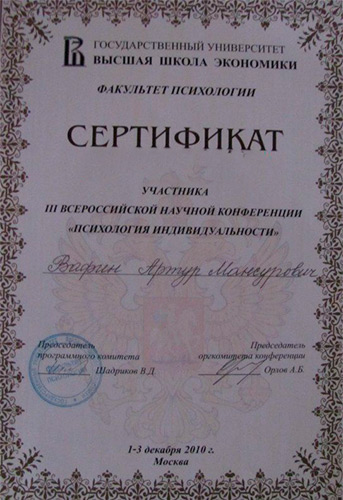 ГОСУДАРСТВЕННЫЙ УНИВЕРСИТЕТ
ВЫСШАЯ ШКОЛА ЭКОНОМИКИ
ФАКУЛЬТЕТ ПСИХОЛОГИИ
СЕРТИФИКАТ
УЧАСТНИКА
III ВСЕРОССИЙСКОЙ НАУЧНОЙ КОНФЕРЕНЦИИ
«ПСИХОЛОГИЯ ИНДИВИДУАЛЬНОСТИ»
Вафин Артур Мансурович
Председатель
программного комитета
Шадриков В.Д.
Председатель
оргкомитета конференции
Орлов А.Б.
1-3 декабря 2010 г.
Москва